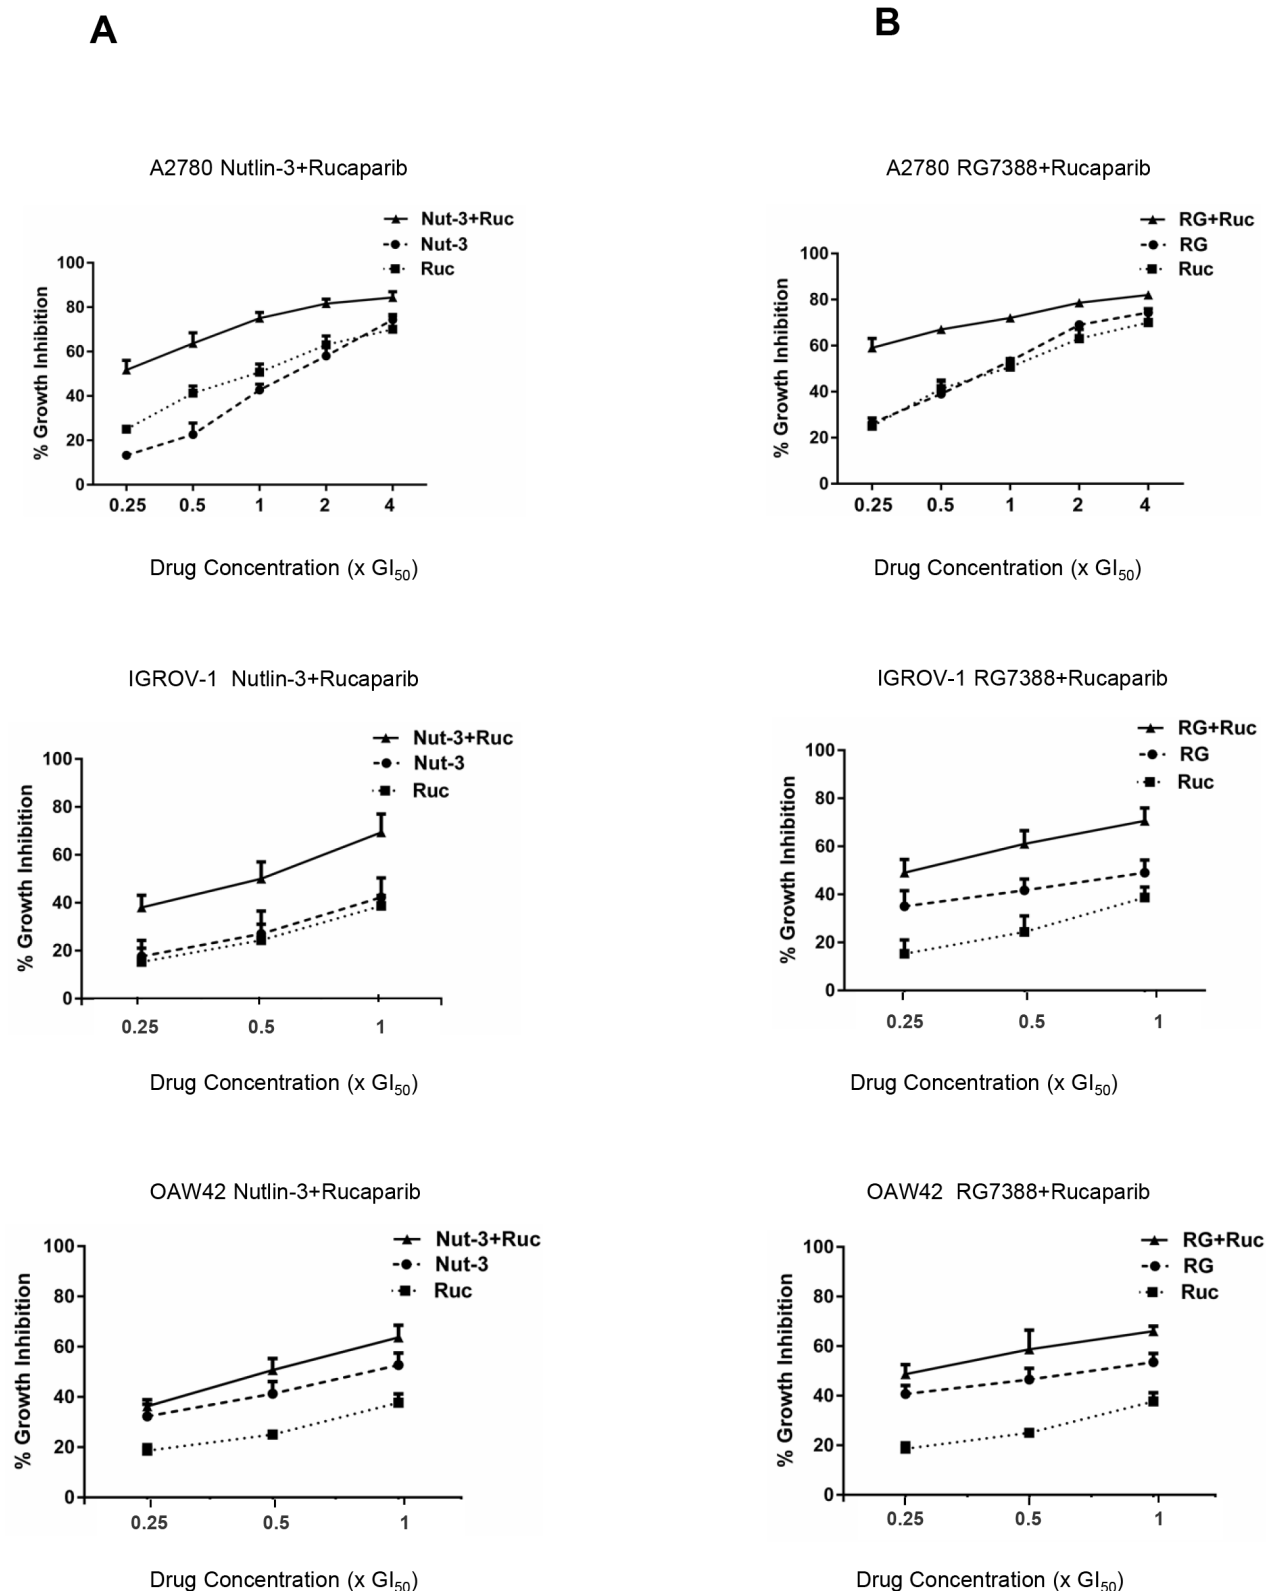 A
B
A2780 Nutlin-3+Rucaparib
Nut-3+Ruc
Nut-3
Ruc
100
80
60
40
20
0
% Growth Inhibition
0.25 0.5 1 2 4
Drug Concentration (x GI50)
A2780 RG7388+Rucaparib
RG+Ruc
RG
Ruc
100
80
60
40
20
0
% Growth Inhibition
0.25 0.5 1 2 4
Drug Concentration (x GI50)
IGROV-1 Nutlin-3+Rucaparib
Nut-3+Ruc
Nut-3
Ruc
100
80
60
40
20
0
% Growth Inhibition
0.25 0.5 1
Drug Concentration (x GI50)
IGROV-1 RG7388+Rucaparib
RG+Ruc
RG
Ruc
100
80
60
40
20
0
% Growth Inhibition
0.25 0.5 1
Drug Concentration (x GI50)
OAW42 Nutlin-3+Rucaparib
Nut-3+Ruc
Nut-3
Ruc
100
80
60
40
20
0
% Growth Inhibition
0.25 0.5 1
Drug Concentration (x GI50)
OAW42 RG7388+Rucaparib
RG+Ruc
RG
Ruc
100
80
60
40
20
0
% Growth Inhibition
0.25 0.5 1
Drug Concentration (x GI50)